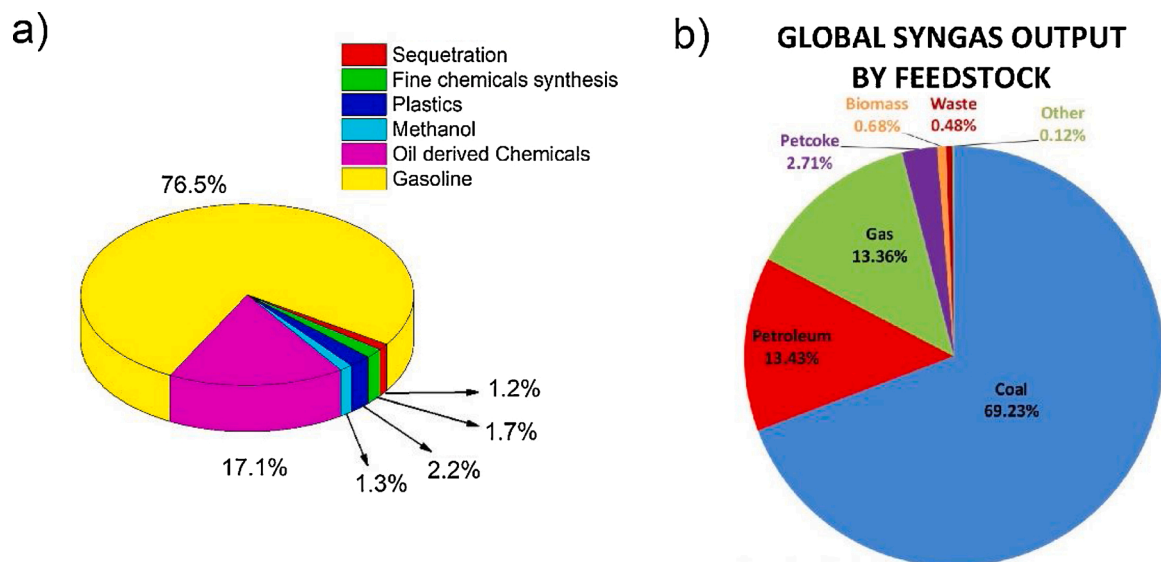 a)
Sequetration
Fine chemicals synthesis
Plastics
Methanol
Oil derived Chemicals
Gasoline
76.5%
1.2%
1.7%
2.2%
1.3%
17.1%
b)
GLOBAL SYNGAS OUTPUT
BY FEEDSTOCK
Biomass
0.68%
Waste
0.48%
Other
0.12%
Petcoke
2.71%
Gas
13.36%
Petroleum
13.43%
Coal
69.23%